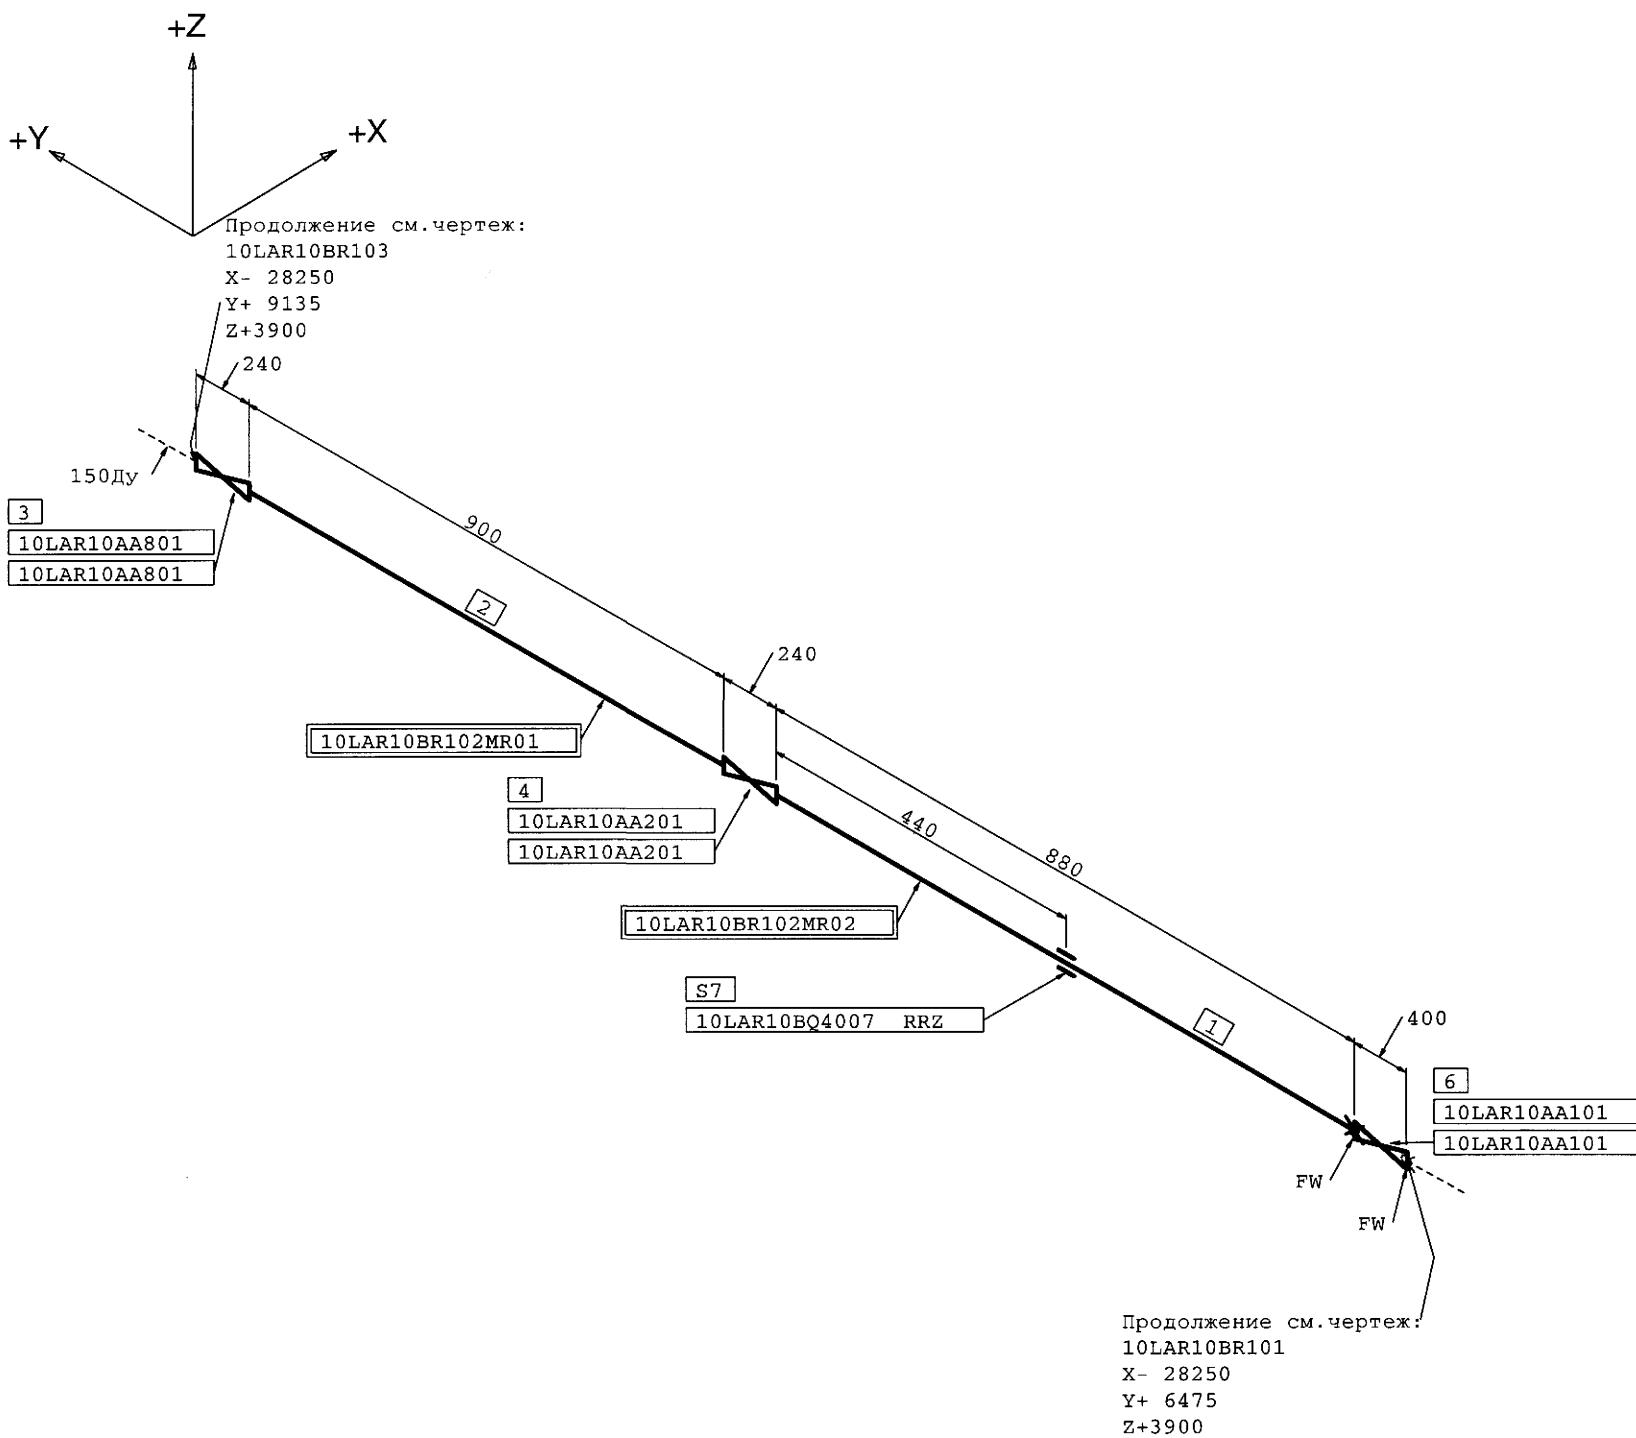 +Z
+Y
+X
Продолжение см.чертеж:
10LAR10BR103
X- 28250
Y+ 9135
Z+3900
240
150Ду
3
10LAR10AA801
10LAR10AA801
900
2
240
10LAR10BR102MR01
4
10LAR10AA201
10LAR10AA201
440
880
10LAR10BR102MR02
S7
10LAR10BQ4007 RRZ
1
400
6
10LAR10AA101
10LAR10AA101
FW
FW
Продолжение см.чертеж:
10LAR10BR101
X- 28250
Y+ 6475
Z+3900